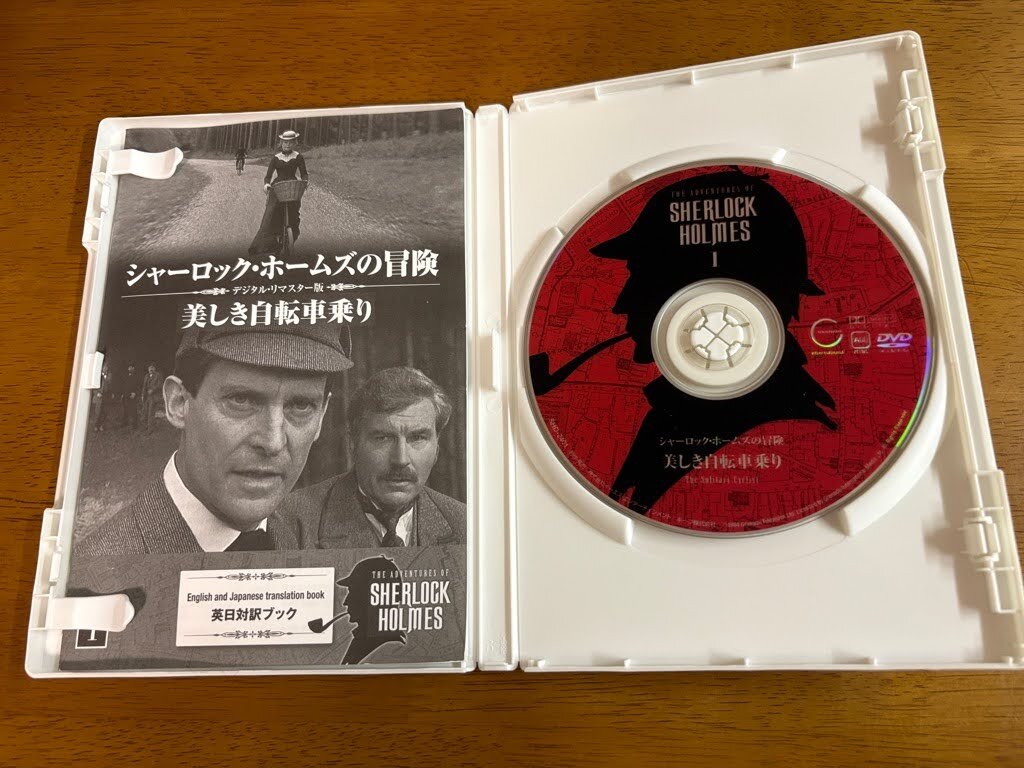 シャーロック・ホームズの冒険
デジタル・リマスター版
美しき自転車乗り
English and Japanese translation book
英日対訳ブック
THE ADVENTURES OF
SHERLOCK
HOLMES
1
THE ADVENTURES OF
SHERLOCK
HOLMES
1
international
DVD
VIDEO
シャーロック・ホームズの冒険
美しき自転車乗り
The Solitary Cyclist